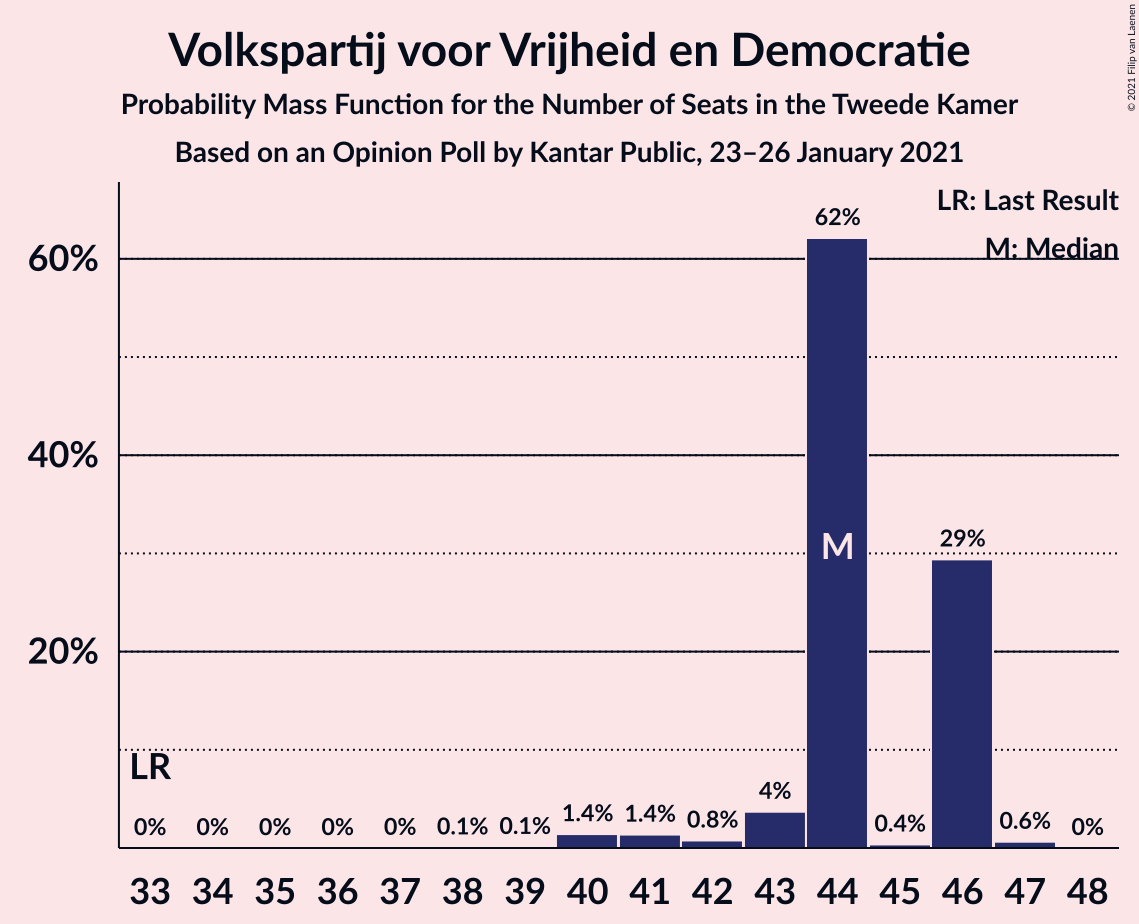 Volkspartij voor Vrijheid en Democratie
Probability Mass Function for the Number of Seats in the Tweede Kamer
Based on an Opinion Poll by Kantar Public, 23–26 January 2021
© 2021 Filip van Laenen
LR: Last Result
M: Median
60%
40%
20%
62%
M
29%
LR
0% 0% 0% 0% 0% 0.1% 0.1% 1.4% 1.4% 0.8% 4% 0.4% 0.6% 0%
33 34 35 36 37 38 39 40 41 42 43 44 45 46 47 48